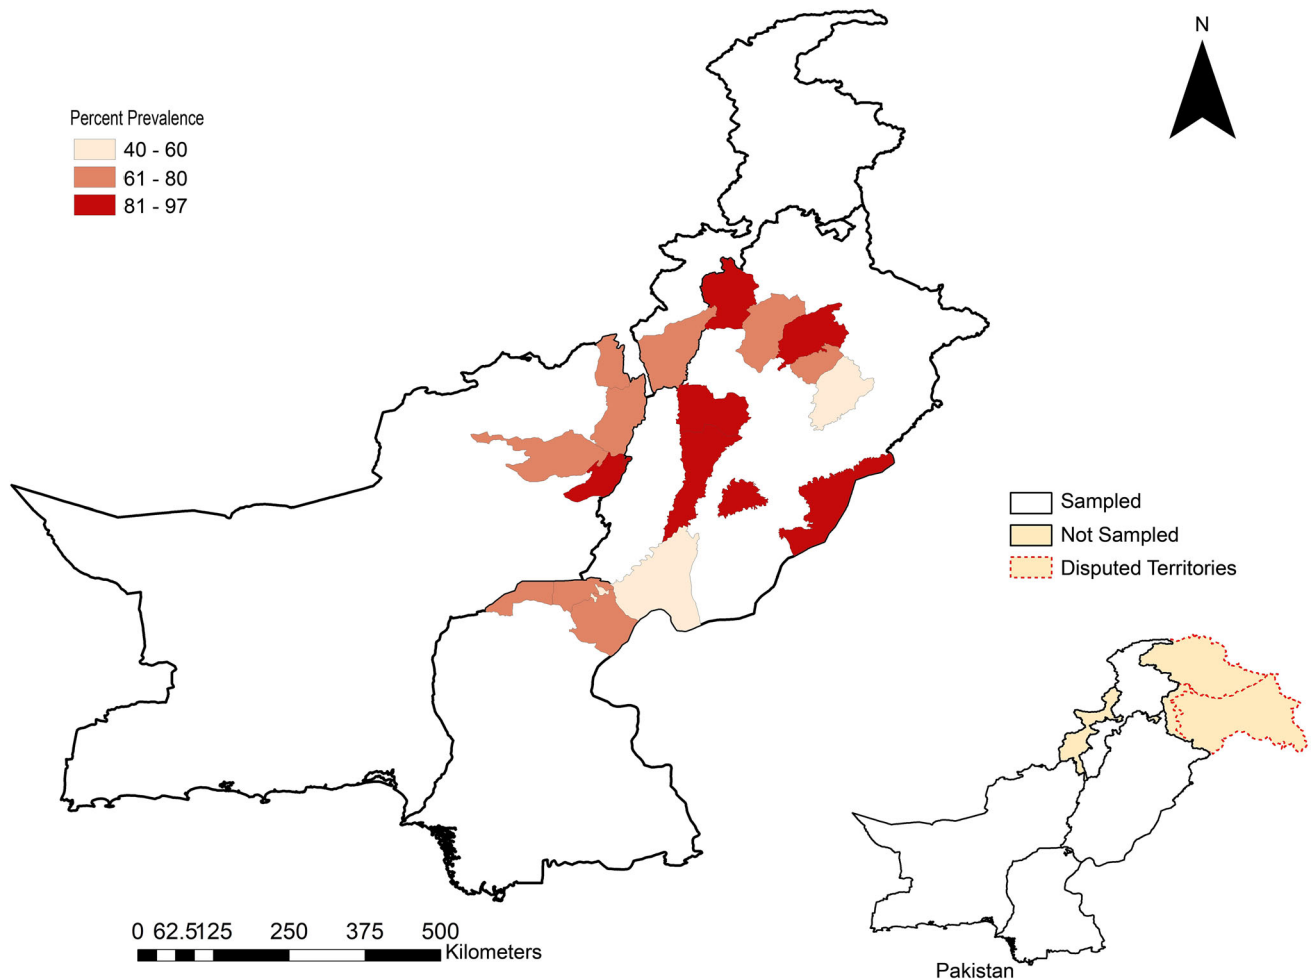 N
Percent Prevalence
40 - 60
61 - 80
81 - 97
Sampled
Not Sampled
Disputed Territories
0 62.5125 250 375 500
Kilometers
Pakistan